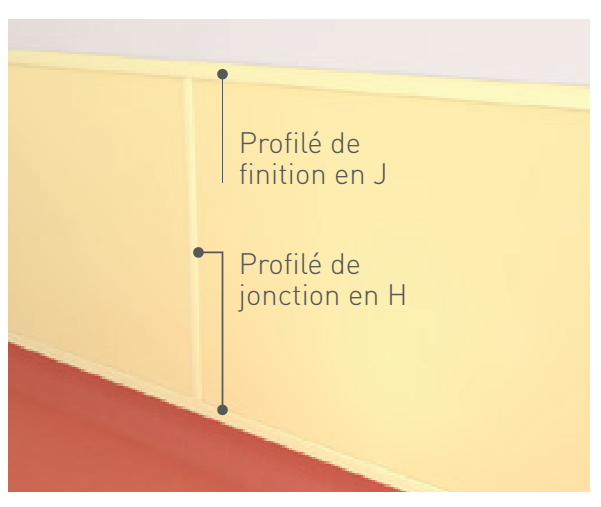 Profilé de
finition en J
Profilé de
jonction en H